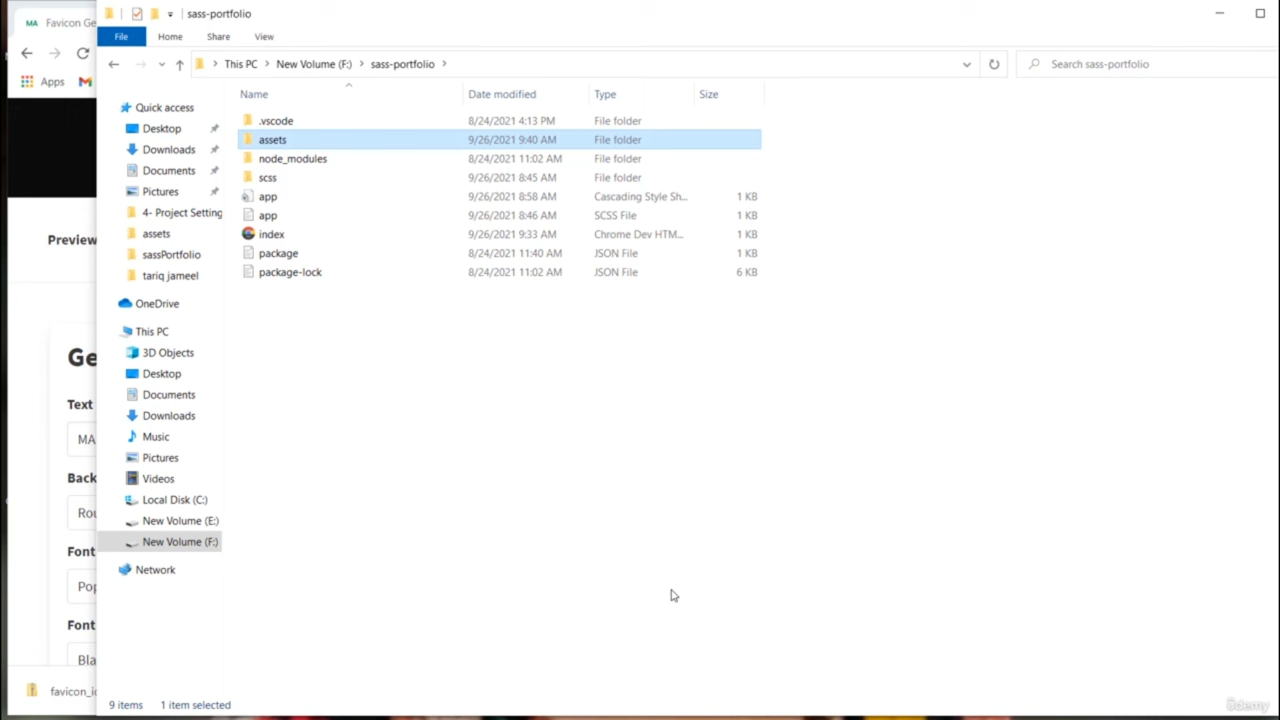 MA Favicon Ge
sass-portfolio
File Home Share View
This PC New Volume (F:) sass-portfolio
Search sass-portfolio
Apps
Name Date modified Type Size
.vscode 8/24/2021 4:13 PM File folder
assets 9/26/2021 9:40 AM File folder
node_modules 8/24/2021 11:02 AM File folder
scss 9/26/2021 8:45 AM File folder
app 9/26/2021 8:58 AM Cascading Style Sh... 1 KB
app 9/26/2021 8:46 AM SCSS File 1 KB
index 9/26/2021 9:33 AM Chrome Dev HTM... 1 KB
package 8/24/2021 11:40 AM JSON File 1 KB
package-lock 8/24/2021 11:02 AM JSON File 6 KB
Quick access
Desktop
Downloads
Documents
Pictures
4- Project Setting
assets
sassPortfolio
tariq jameel
OneDrive
This PC
3D Objects
Desktop
Documents
Downloads
Music
Pictures
Videos
Local Disk (C:)
New Volume (E:)
New Volume (F:)
Network
Preview
Ge
Text
MA
Back
Rou
Font
Pop
Font
Bla
favicon_io
9 items 1 item selected
ûdemy